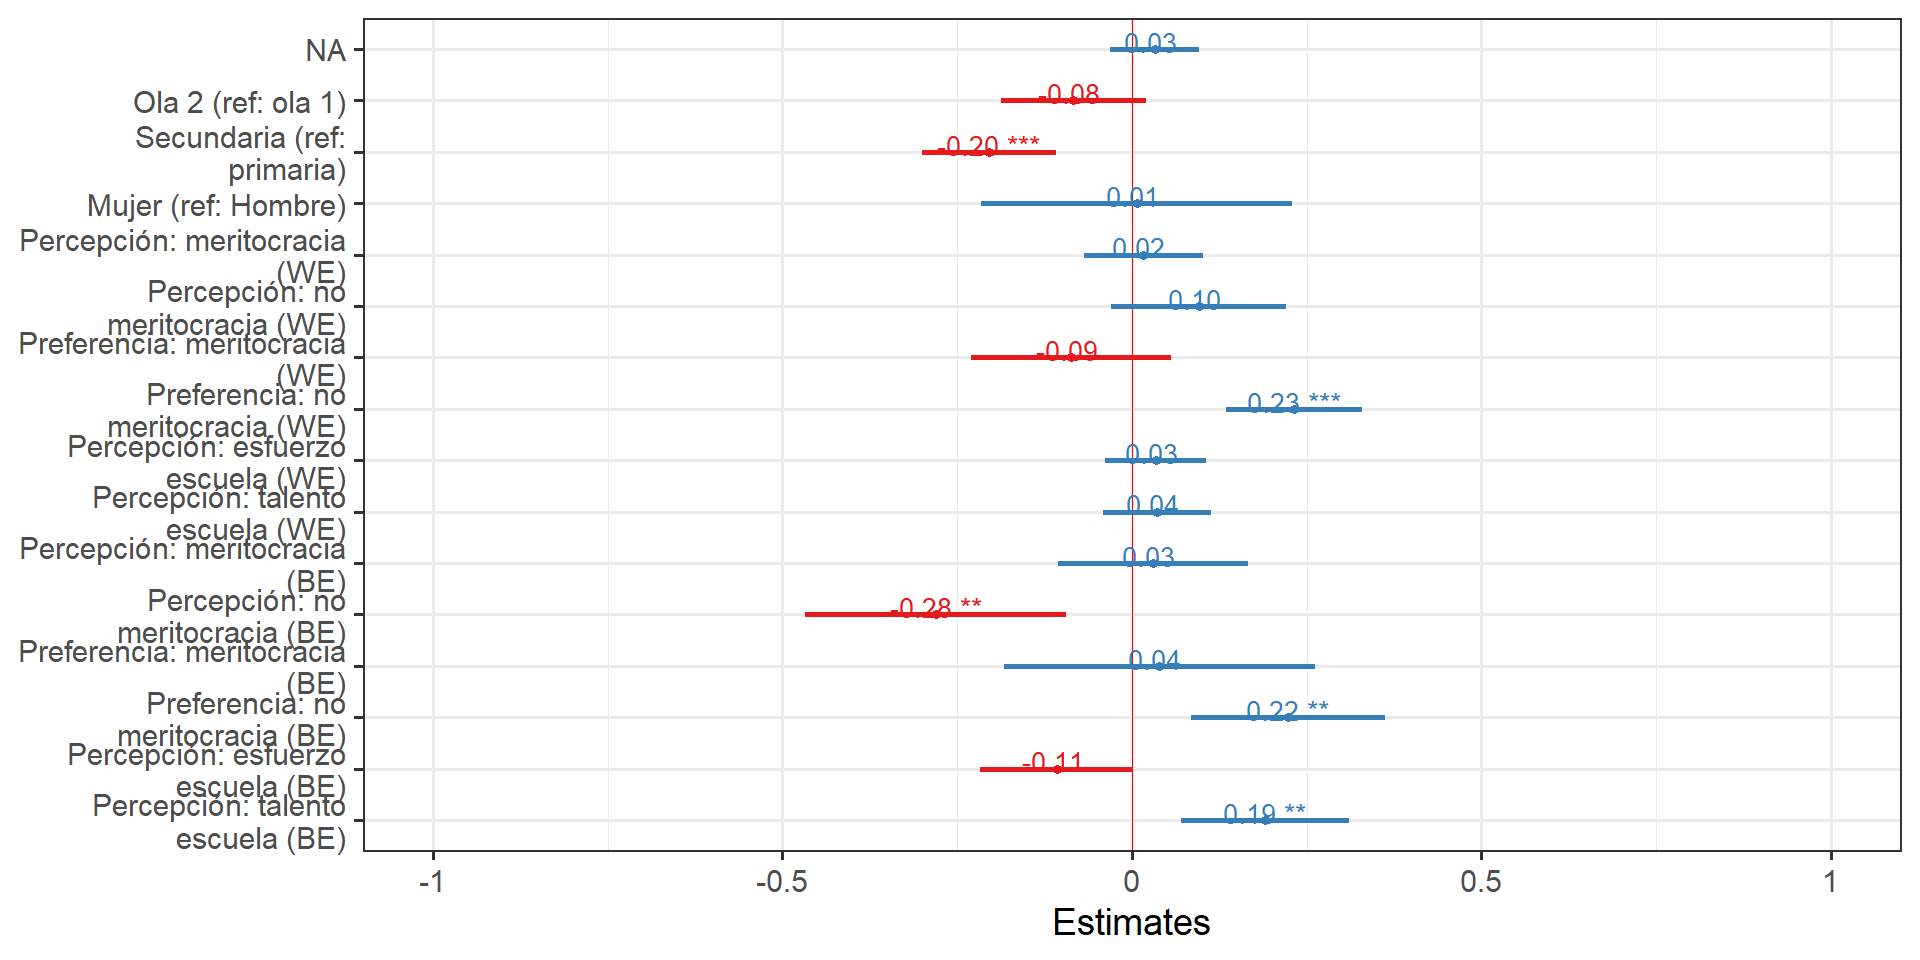 NA
0.03
Ola 2 (ref: ola 1)
-0.08
Secundaria (ref:
primaria)
-0.20 ***
Mujer (ref: Hombre)
0.01
Percepción: meritocracia
(WE)
0.02
Percepción: no
meritocracia (WE)
0.10
Preferencia: meritocracia
(WE)
-0.09
Preferencia: no
meritocracia (WE)
0.23 ***
Percepción: esfuerzo
escuela (WE)
0.03
Percepción: talento
escuela (WE)
0.04
Percepción: meritocracia
(BE)
0.03
Percepción: no
meritocracia (BE)
-0.28 **
Preferencia: meritocracia
(BE)
0.04
Preferencia: no
meritocracia (BE)
0.22 **
Percepción: esfuerzo
escuela (BE)
-0.11
Percepción: talento
escuela (BE)
0.19 **
-1
-0.5
0
0.5
1
Estimates